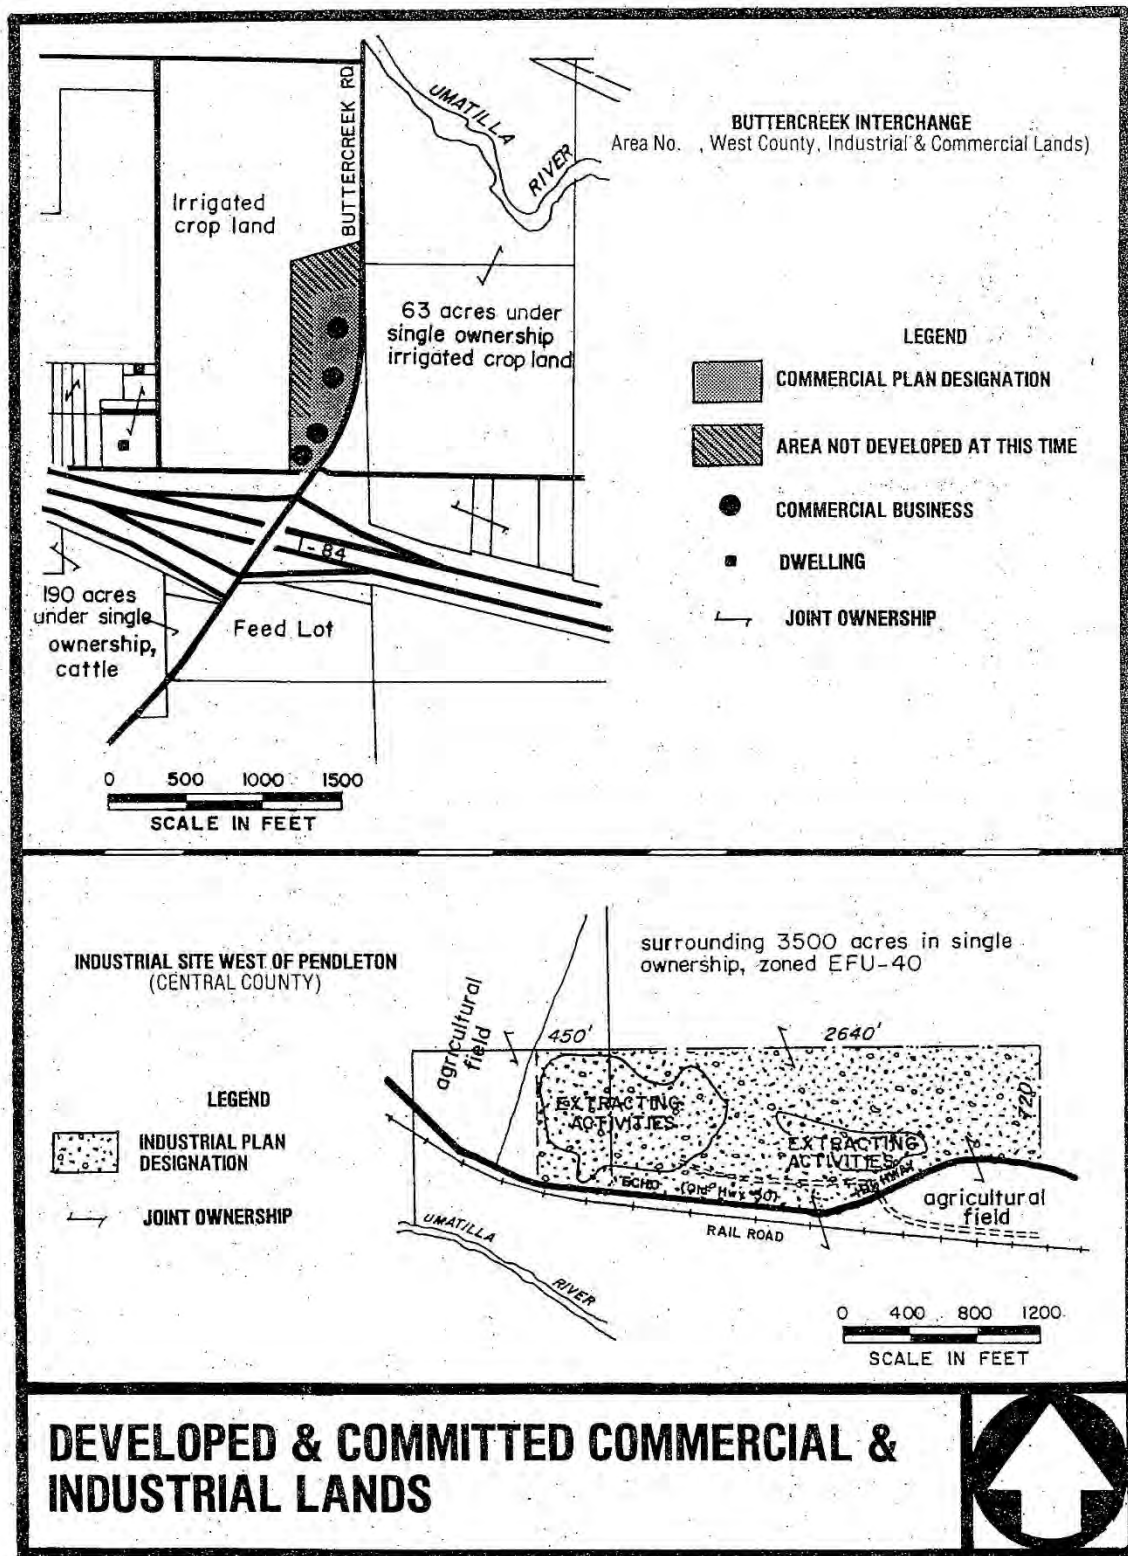 BUTTERCREEK RD.
UMATILLA
RIVER
BUTTERCREEK INTERCHANGE
Area No. , West County, Industrial & Commercial Lands)
Irrigated
crop land
63 acres under
single ownership
irrigated crop land
LEGEND
COMMERCIAL PLAN DESIGNATION
AREA NOT DEVELOPED AT THIS TIME
COMMERCIAL BUSINESS
DWELLING
JOINT OWNERSHIP
I-84
190 acres
under single
ownership,
cattle
Feed Lot
0 500 1000 1500
SCALE IN FEET
INDUSTRIAL SITE WEST OF PENDLETON
(CENTRAL COUNTY)
surrounding 3500 acres in single
ownership, zoned EFU-40
agricultural
field
450'
2640'
720'
LEGEND
INDUSTRIAL PLAN
DESIGNATION
JOINT OWNERSHIP
EXTRACTING
ACTIVITIES
EXTRACTING
ACTIVITIES
ECHO (Old Hwy 30) HWAY
agricultural
field
RAIL ROAD
UMATILLA
RIVER
0 400 800 1200
SCALE IN FEET
DEVELOPED & COMMITTED COMMERCIAL &
INDUSTRIAL LANDS